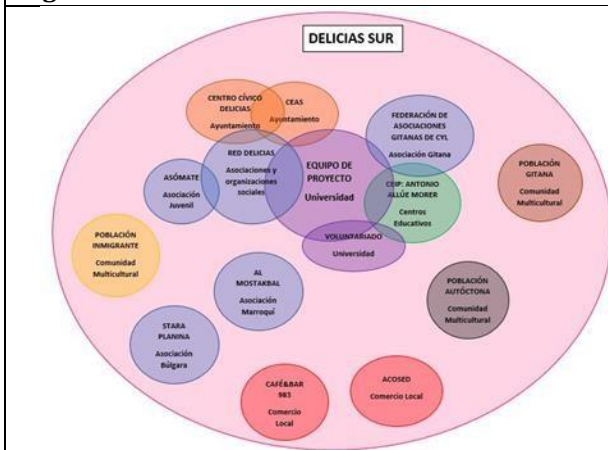 DELICIAS SUR
CENTRO CÍVICO
DELICIAS
Ayuntamiento
CEAS
Ayuntamiento
FEDERACIÓN DE
ASOCIACIONES
GITANAS DE CYL
Asociación Gitana
RED DELICIAS
Asociaciones y
organizaciones
sociales
EQUIPO DE
PROYECTO
Universidad
ASÓMATE
Asociación
Juvenil
CEIP: ANTONIO
ALLÚE MORER
Centros
Educativos
POBLACIÓN
GITANA
Comunidad
Multicultural
VOLUNTARIADO
Universidad
POBLACIÓN
INMIGRANTE
Comunidad
Multicultural
AL
MOSTAKBAL
Asociación
Marroquí
POBLACIÓN
AUTÓCTONA
Comunidad
Multicultural
STARA
PLANINA
Asociación
Búlgara
CAFÉ&BAR
983
Comercio
Local
ACOSED
Comercio Local